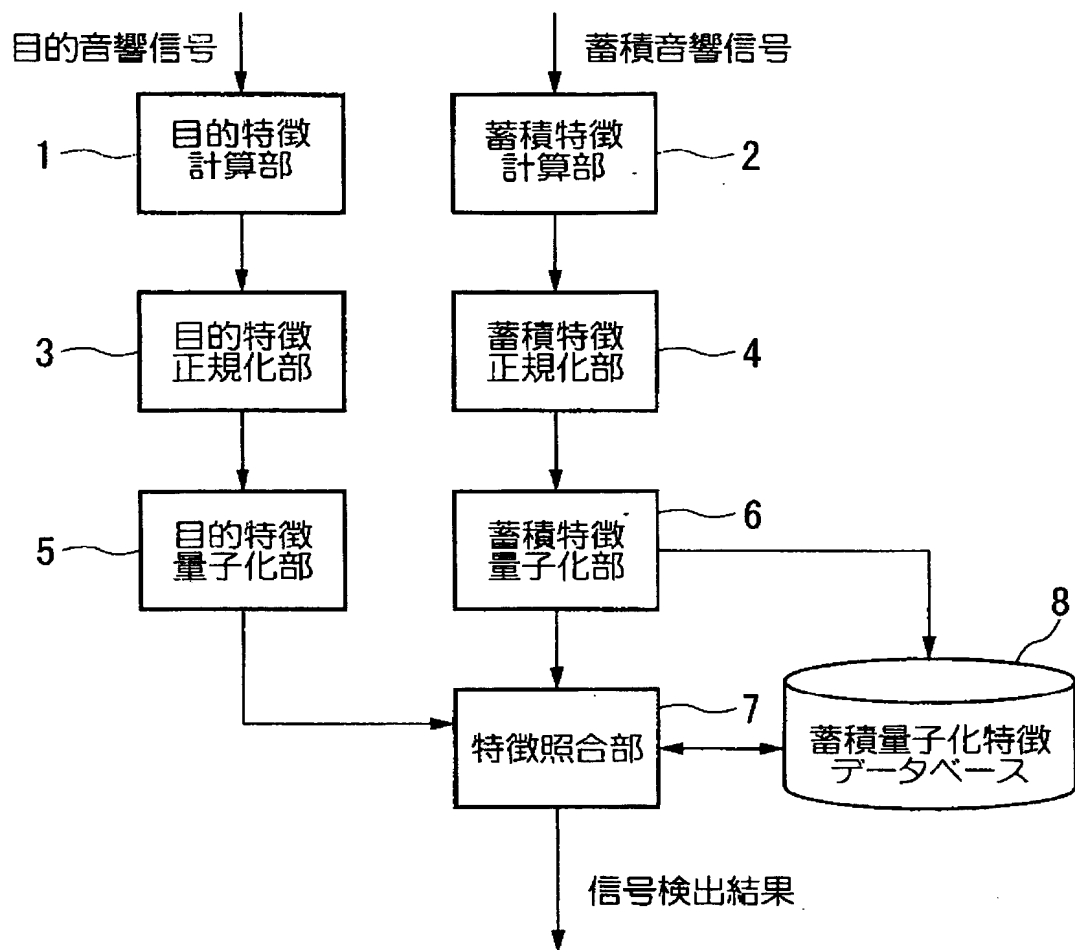 目的音響信号
蓄積音響信号
1
目的特徴
計算部
蓄積特徴
計算部
2
3
目的特徴
正規化部
蓄積特徴
正規化部
4
5
目的特徴
量子化部
蓄積特徴
量子化部
6
特徴照合部
7
8
蓄積量子化特徴
データベース
信号検出結果